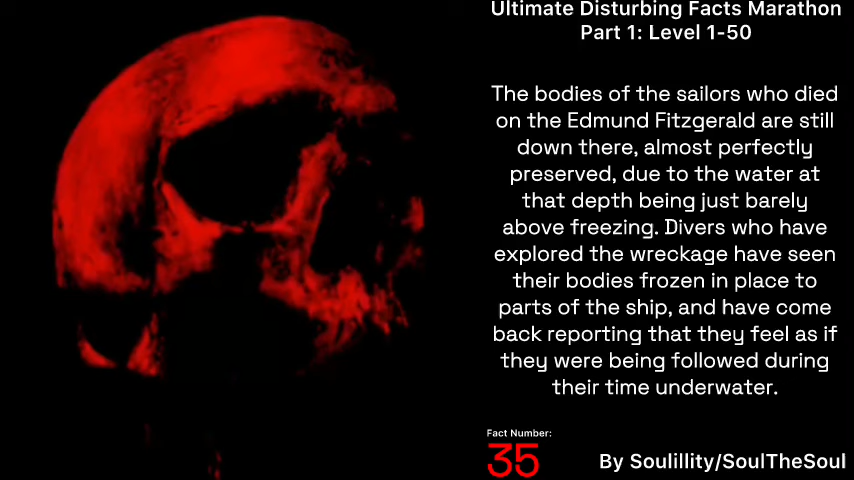 Ultimate Disturbing Facts Marathon
Part 1: Level 1-50
The bodies of the sailors who died
on the Edmund Fitzgerald are still
down there, almost perfectly
preserved, due to the water at
that depth being just barely
above freezing. Divers who have
explored the wreckage have seen
their bodies frozen in place to
parts of the ship, and have come
back reporting that they feel as if
they were being followed during
their time underwater.
Fact Number:
35
By Soulillity/SoulTheSoul